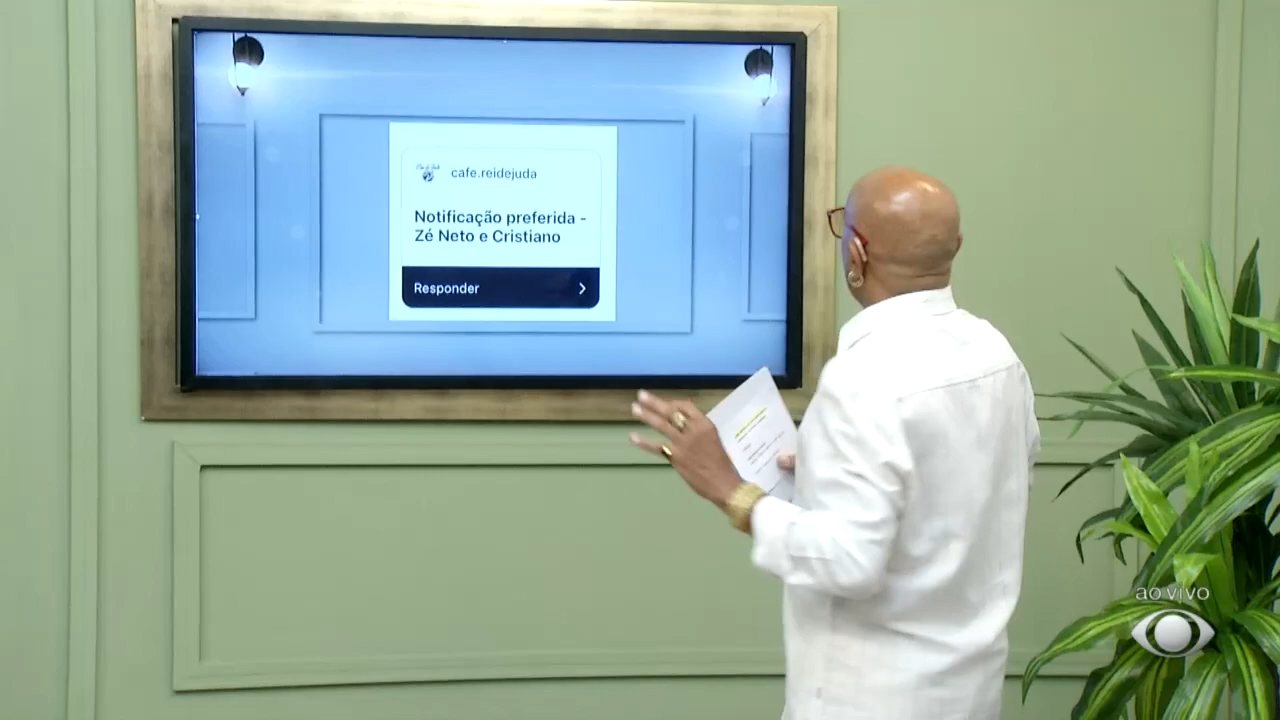 cafe.reidejuda
Notificação preferida -
Zé Neto e Cristiano
Responder
ao vivo